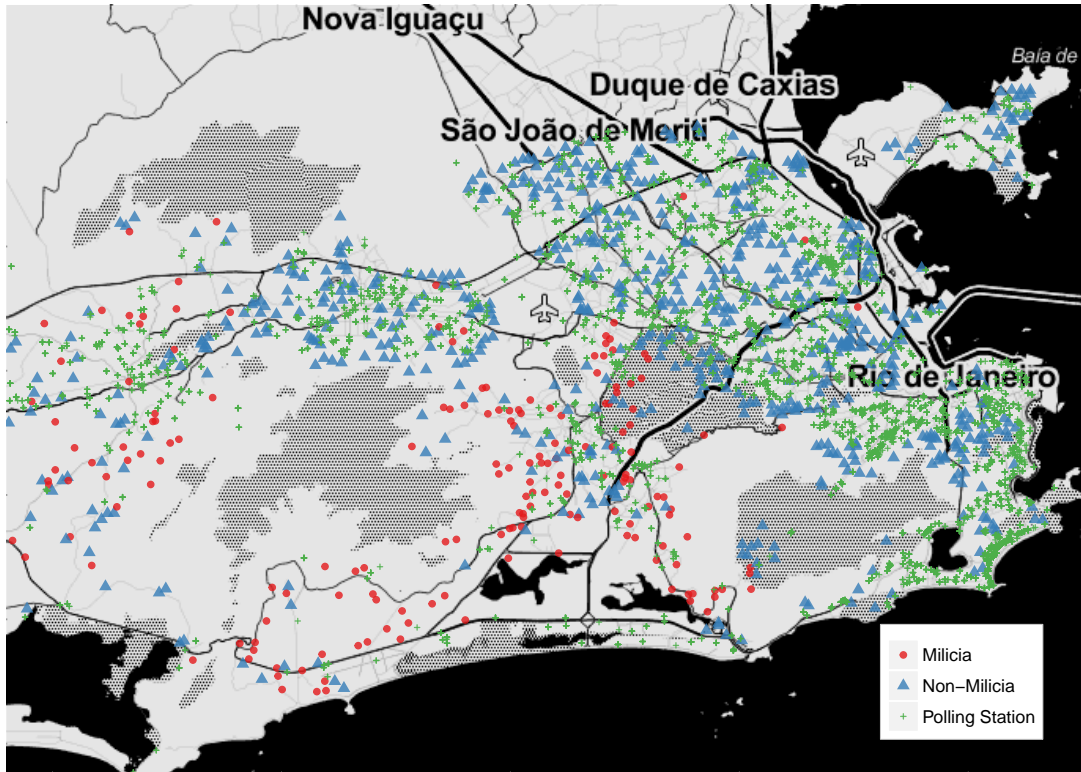 Nova Iguaçu
Baía de
Duque de Caxias
São João de Meriti
Rio de Janeiro
Milicia
Non−Milicia
Polling Station